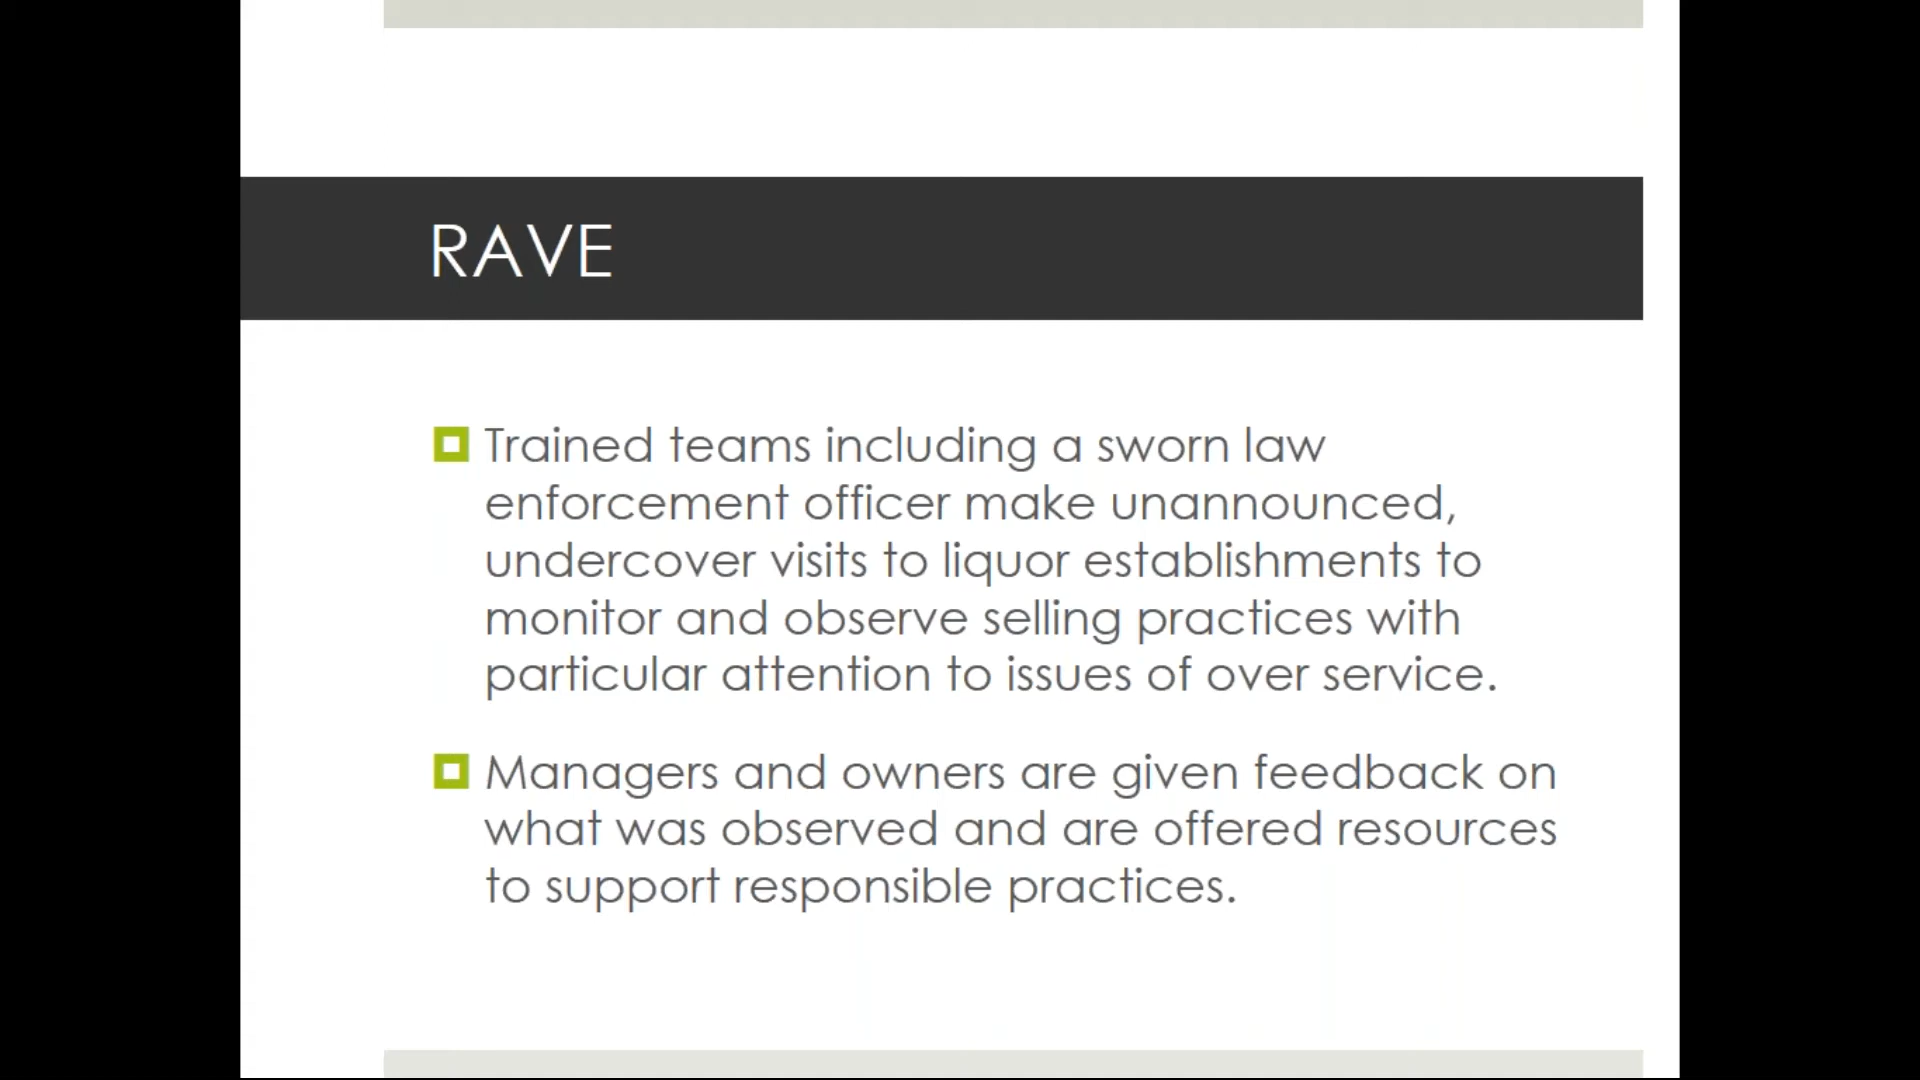 RAVE
Trained teams including a sworn law
enforcement officer make unannounced,
undercover visits to liquor establishments to
monitor and observe selling practices with
particular attention to issues of over service.
Managers and owners are given feedback on
what was observed and are offered resources
to support responsible practices.